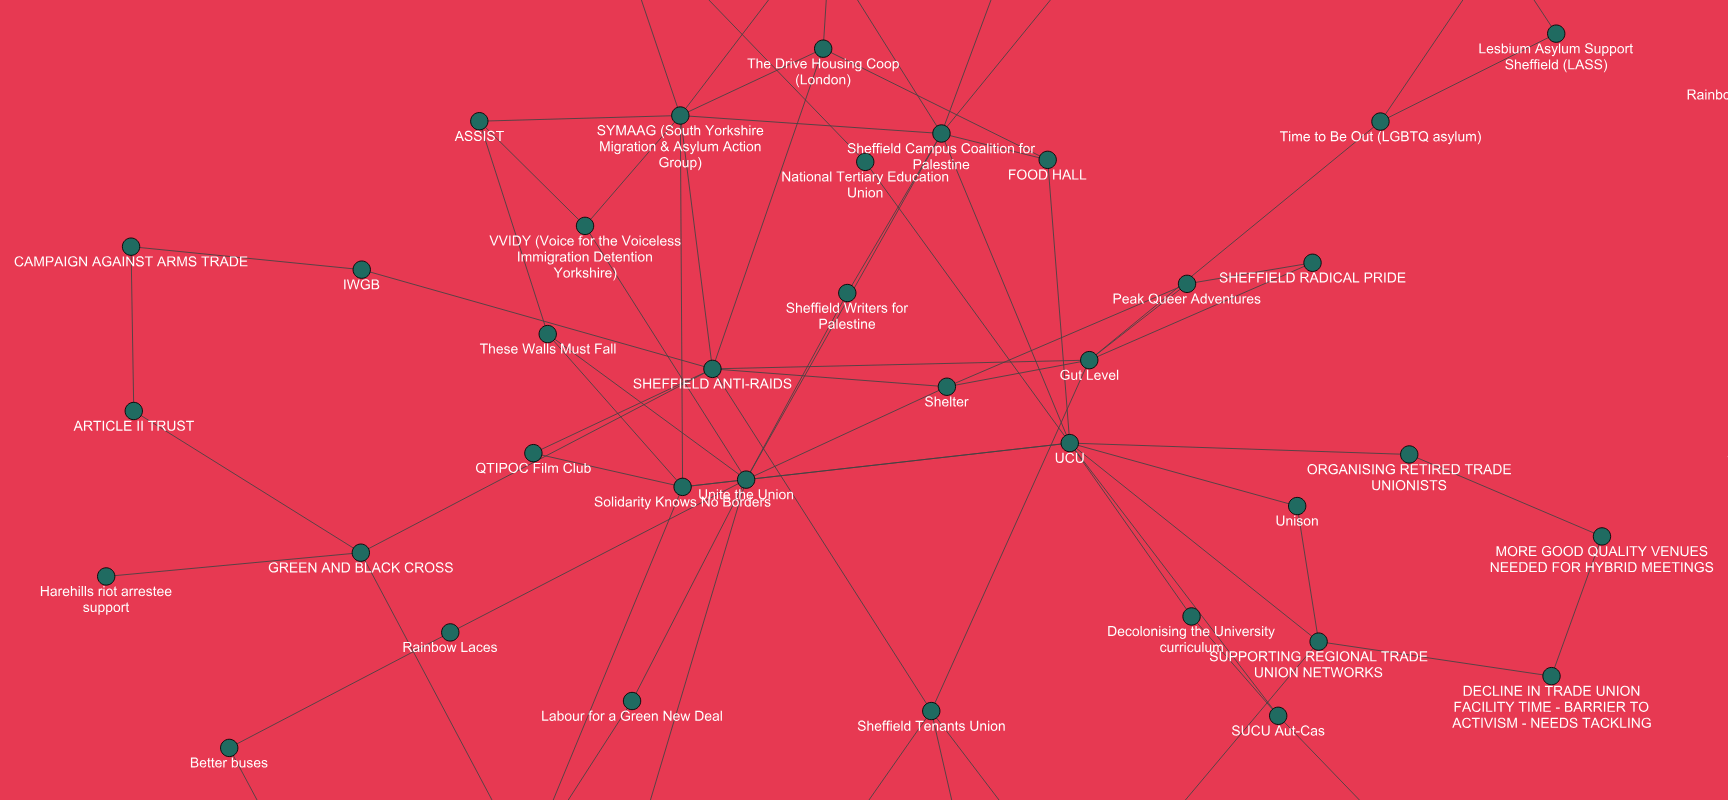 Lesbium Asylum Support
Sheffield (LASS)
The Drive Housing Coop
(London)
Rainbo
ASSIST
SYMAAG (South Yorkshire
Migration & Asylum Action
Group)
Time to Be Out (LGBTQ asylum)
Sheffield Campus Coalition for
Palestine
National Tertiary Education
Union
FOOD HALL
VVIDY (Voice for the Voiceless
Immigration Detention
Yorkshire)
CAMPAIGN AGAINST ARMS TRADE
IWGB
SHEFFIELD RADICAL PRIDE
Peak Queer Adventures
Sheffield Writers for
Palestine
These Walls Must Fall
SHEFFIELD ANTI-RAIDS
Gut Level
Shelter
ARTICLE II TRUST
UCU
QTIPOC Film Club
ORGANISING RETIRED TRADE
UNIONISTS
Unite the Union
Solidarity Knows No Borders
Unison
MORE GOOD QUALITY VENUES
NEEDED FOR HYBRID MEETINGS
GREEN AND BLACK CROSS
Harehills riot arrestee
support
Rainbow Laces
Decolonising the University
curriculum
SUPPORTING REGIONAL TRADE
UNION NETWORKS
DECLINE IN TRADE UNION
FACILITY TIME - BARRIER TO
ACTIVISM - NEEDS TACKLING
Labour for a Green New Deal
Sheffield Tenants Union
SUCU Aut-Cas
Better buses